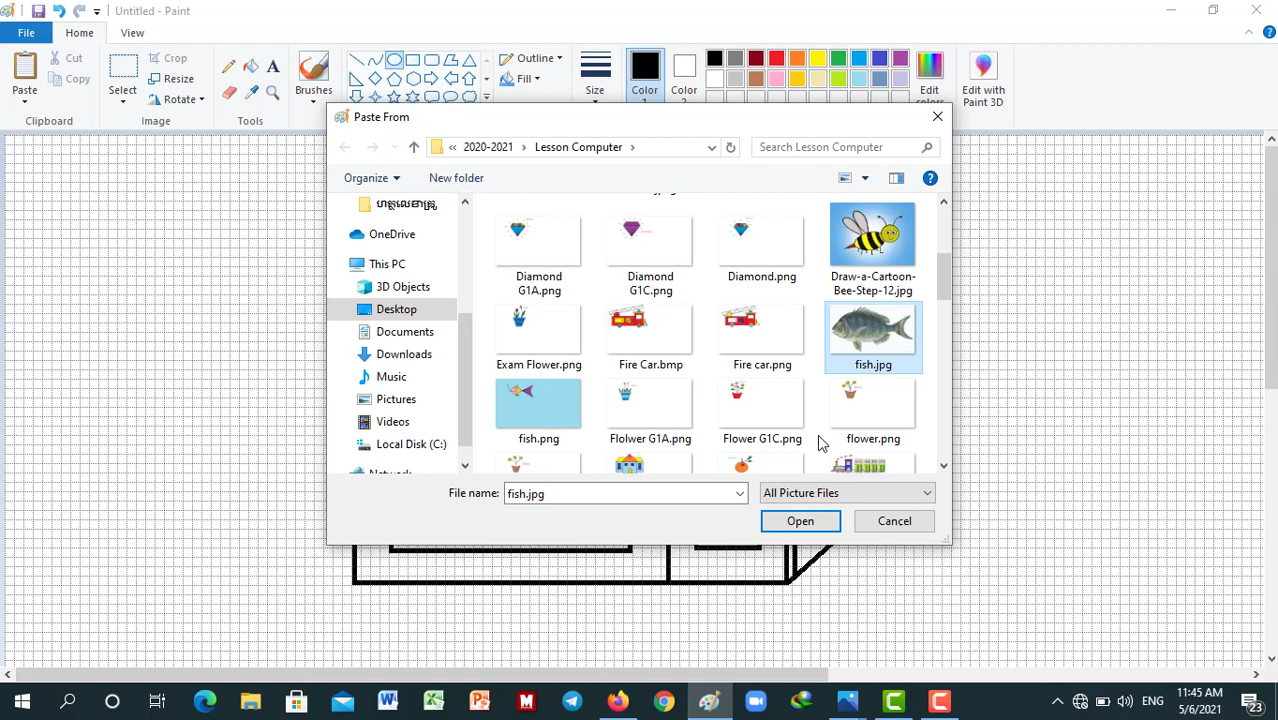 Untitled - Paint
File Home View
Paste
Cut
Copy
Clipboard
Select
Crop
Resize
Rotate
Image
Tools
Brushes
Outline
Fill
Size
Color 1
Color 2
Edit colors
Edit with Paint 3D
Paste From
« 2020-2021 › Lesson Computer ›
Search Lesson Computer
Organize
New folder
OneDrive
This PC
3D Objects
Desktop
Documents
Downloads
Music
Pictures
Videos
Local Disk (C:)
Network
Diamond G1A.png
Diamond G1C.png
Diamond.png
Draw-a-Cartoon-Bee-Step-12.jpg
Exam Flower.png
Fire Car.bmp
Fire car.png
fish.jpg
fish.png
Flolwer G1A.png
Flower G1C.png
flower.png
File name: fish.jpg
All Picture Files
Open
Cancel
ENG
11:45 AM
5/6/2021
23